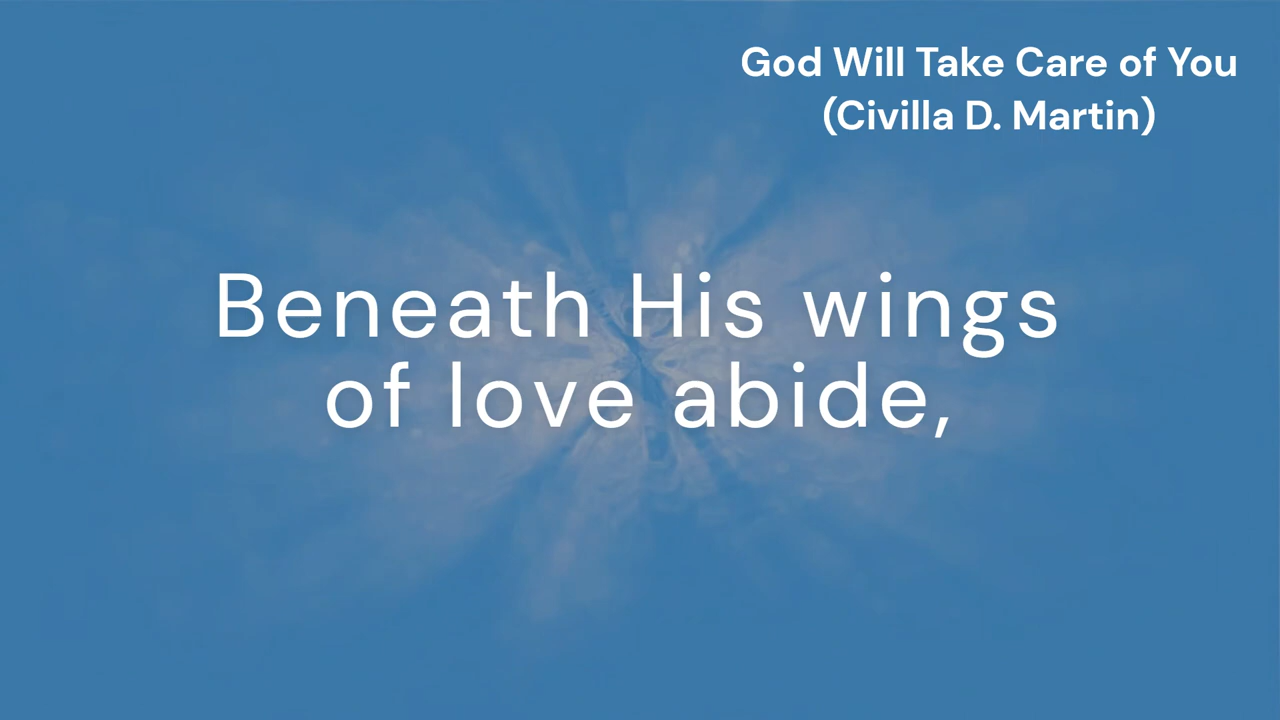 God Will Take Care of You
(Civilla D. Martin)
Beneath His wings
of love abide,